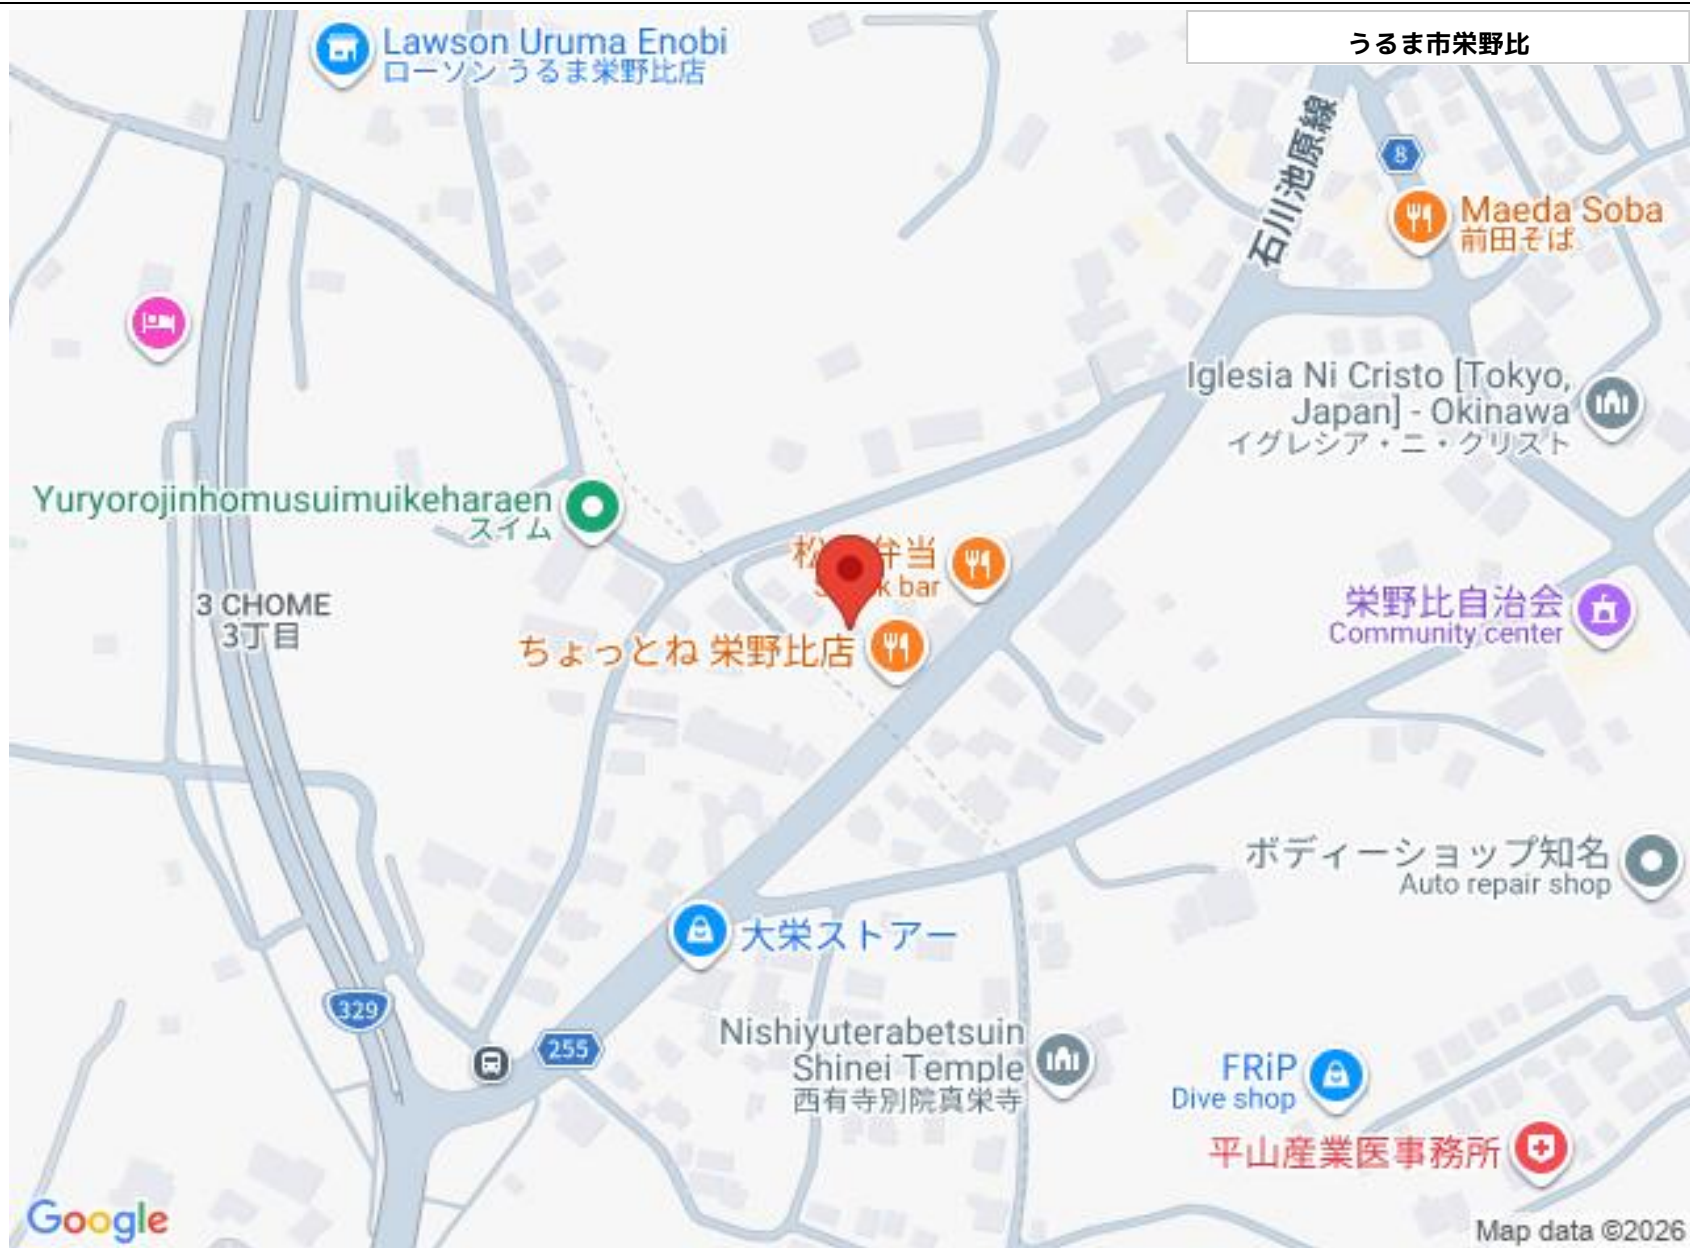 うるま市栄野比
Lawson Uruma Enobi
ローソン うるま栄野比店
石川池原線
8
Maeda Soba
前田そば
Iglesia Ni Cristo [Tokyo,
Japan] - Okinawa
イグレシア・ニ・クリスト
Yuryorojinhomusuimuikeharaen
スイム
弁当
bar
3 CHOME
3丁目
ちょっとね 栄野比店
栄野比自治会
Community center
ボディーショップ知名
Auto repair shop
大栄ストアー
329
255
Nishiyuterabetsuin
Shinei Temple
西有寺別院真栄寺
FRiP
Dive shop
平山産業医事務所
Google
Map data ©2026